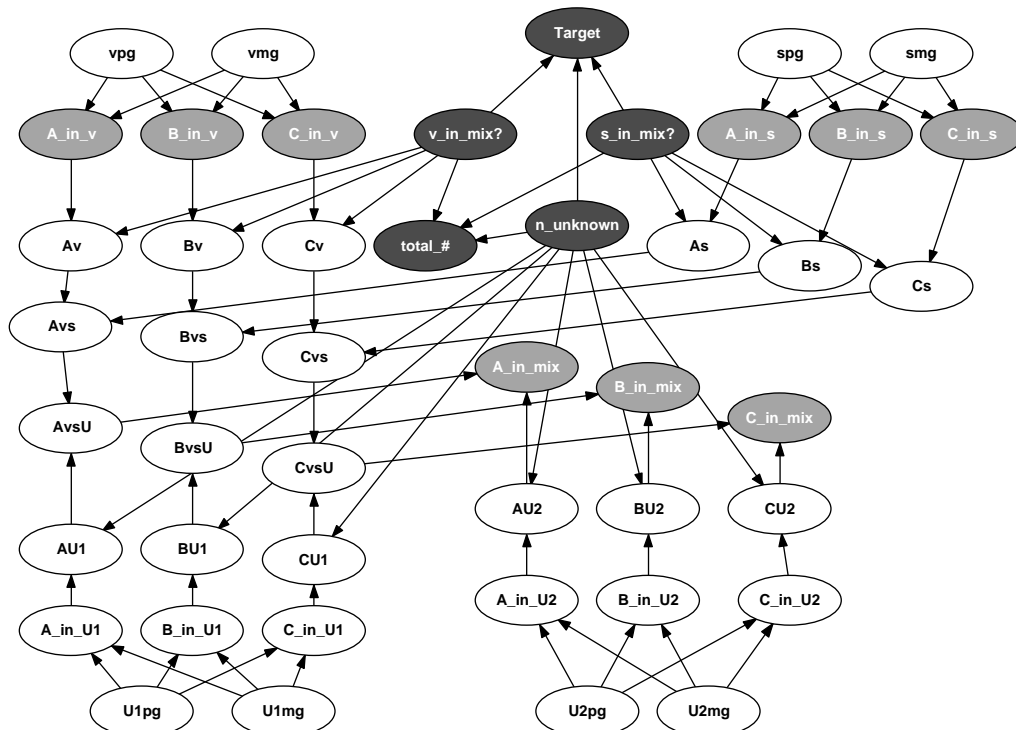 Target
vpg vmg spg smg
A_in_v B_in_v C_in_v v_in_mix? s_in_mix? A_in_s B_in_s C_in_s
n_unknown
Av Bv Cv total_# As
Bs
Cs
Avs
Bvs
Cvs
A_in_mix
B_in_mix
C_in_mix
AvsU
BvsU
CvsU
AU2 BU2 CU2
AU1 BU1
CU1
A_in_U2 B_in_U2 C_in_U2
A_in_U1 B_in_U1 C_in_U1
U1pg U1mg U2pg U2mg